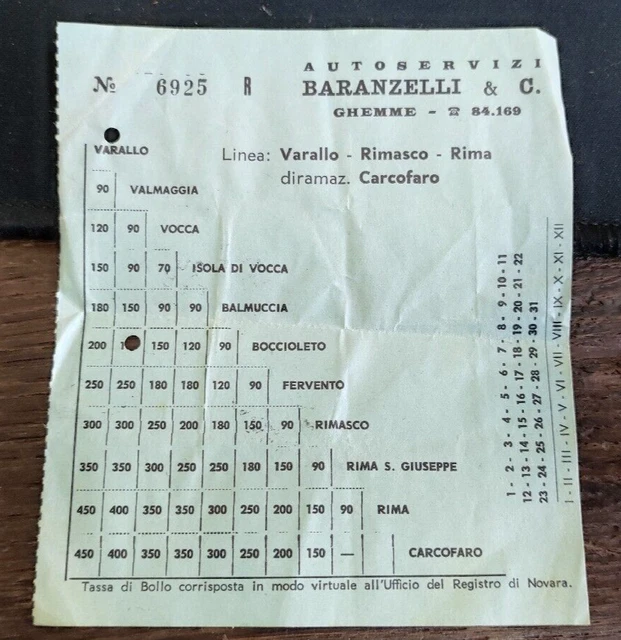 AUTOSERVIZI
№ 6925 R BARANZELLI & C.
GHEMME - ☎ 84.169
VARALLO
Linea: Varallo - Rimasco - Rima
diramaz. Carcofaro
90 VALMAGGIA
120 90 VOCCA
150 90 70 ISOLA DI VOCCA
180 150 90 90 BALMUCCIA
200 150 120 90 BOCCIOLETO
250 250 180 180 120 90 FERVENTO
300 300 250 200 180 150 90 RIMASCO
350 350 300 250 250 180 150 90 RIMA S. GIUSEPPE
450 400 350 350 300 250 200 150 90 RIMA
450 400 350 350 300 250 200 150 — CARCOFARO
1 - 2 - 3 - 4 - 5 - 6 - 7 - 8 - 9 - 10 - 11
12 - 13 - 14 - 15 - 16 - 17 - 18 - 19 - 20 - 21 - 22
23 - 24 - 25 - 26 - 27 - 28 - 29 - 30 - 31
I - II - III - IV - V - VI - VII - VIII - IX - X - XI - XII
Tassa di Bollo corrisposta in modo virtuale all'Ufficio del Registro di Novara.